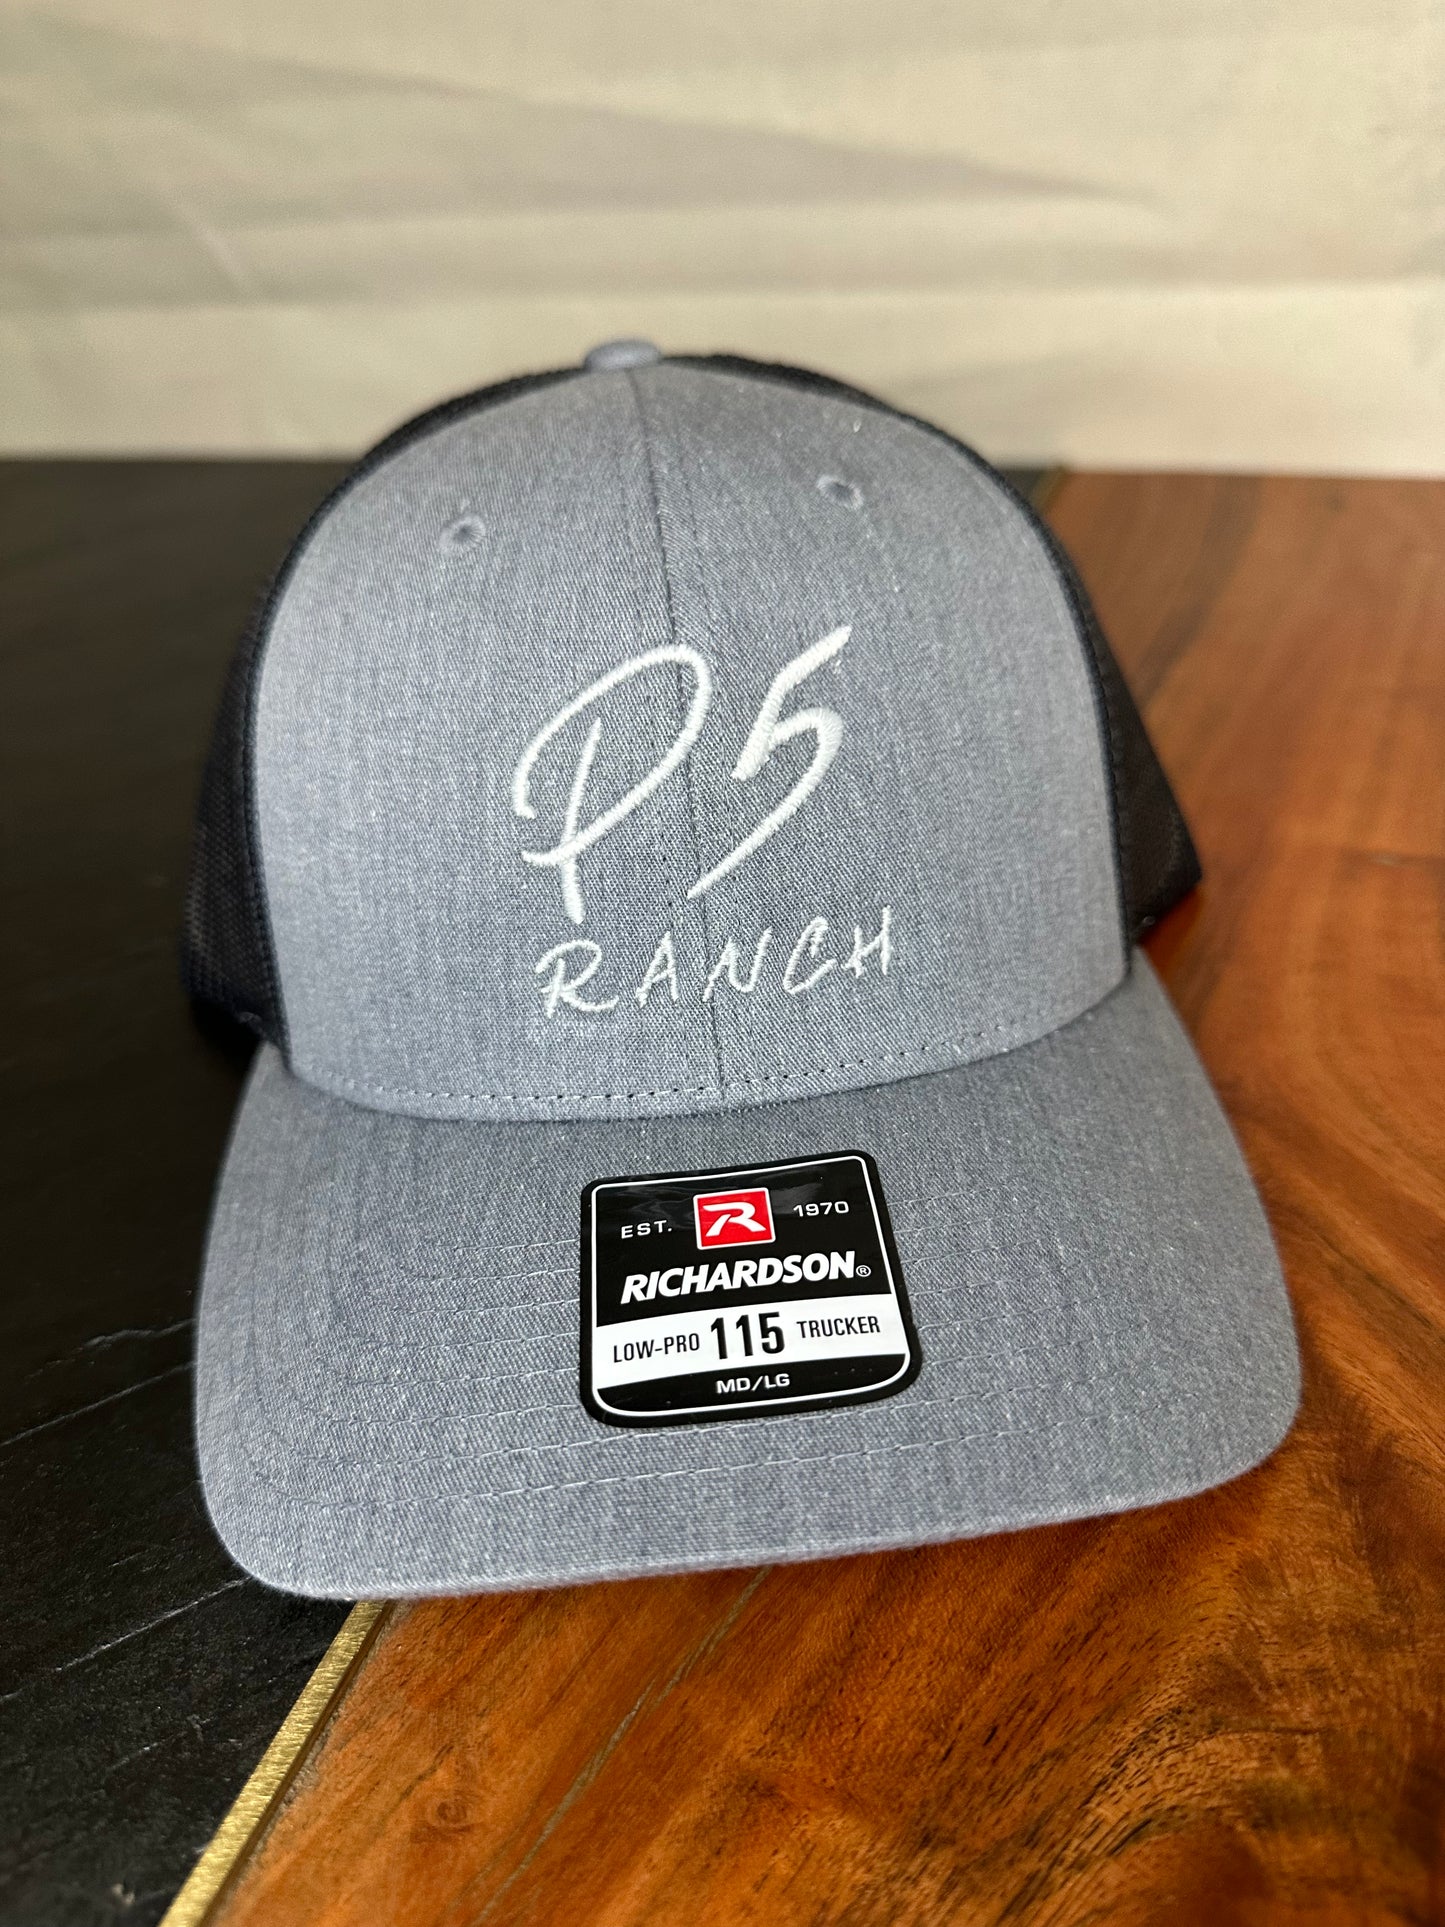 P5
RANCH
EST. R 1970
RICHARDSON®
LOW-PRO 115 TRUCKER
MD/LG